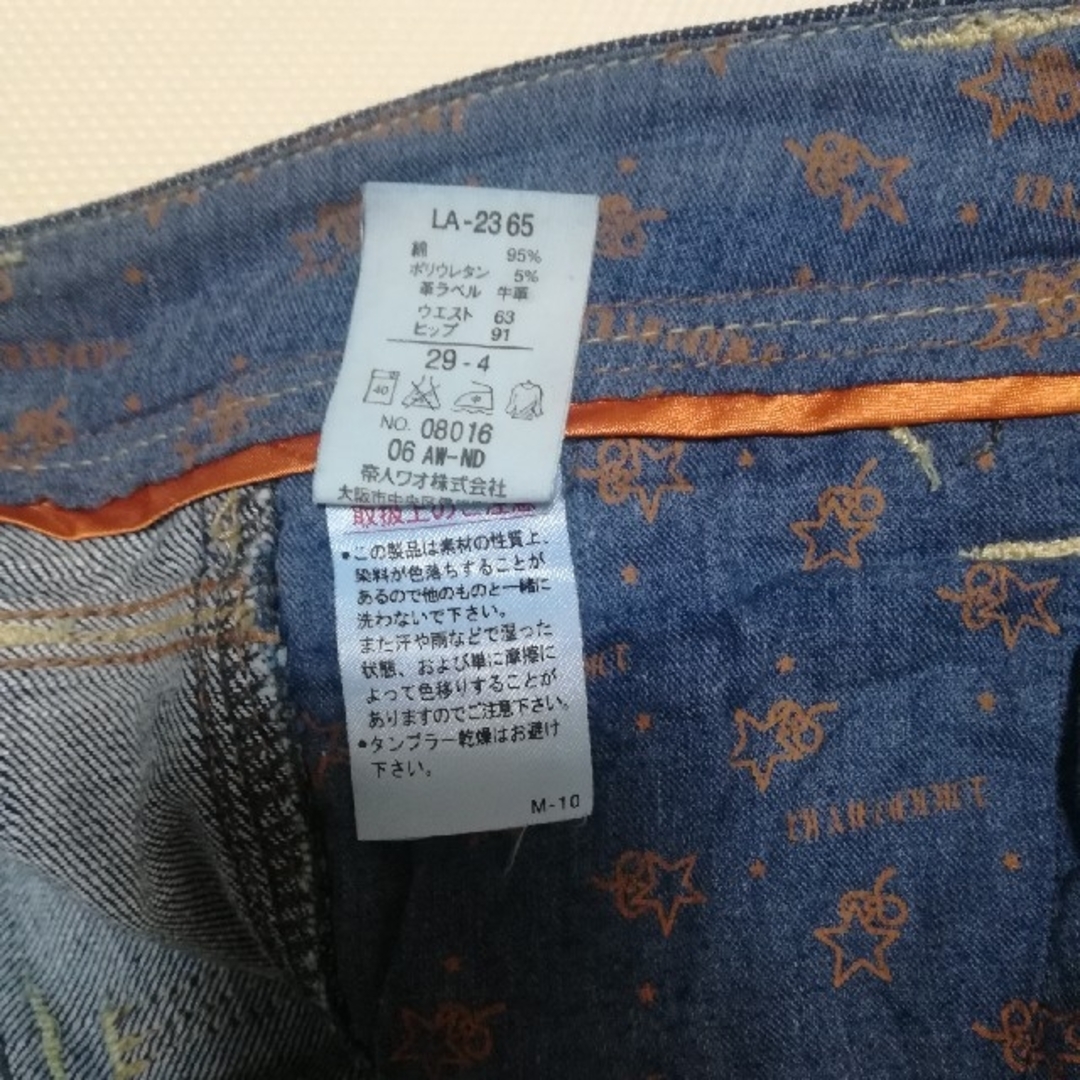 LA-2365
綿 95%
ポリウレタン 5%
革ラベル 牛革
ウエスト 63
ヒップ 91
29-4
40
NO. 08016
06 AW-ND
帝人ワオ株式会社
大阪市中央区
取扱上のご注意
•この製品は素材の性質上、
染料が色落ちすることが
あるので他のものと一緒に
洗わないで下さい。
また汗や雨などで湿った
状態、および単に摩擦に
よって色移りすることが
ありますのでご注意下さい。
•タンブラー乾燥はお避け
下さい。
M-10